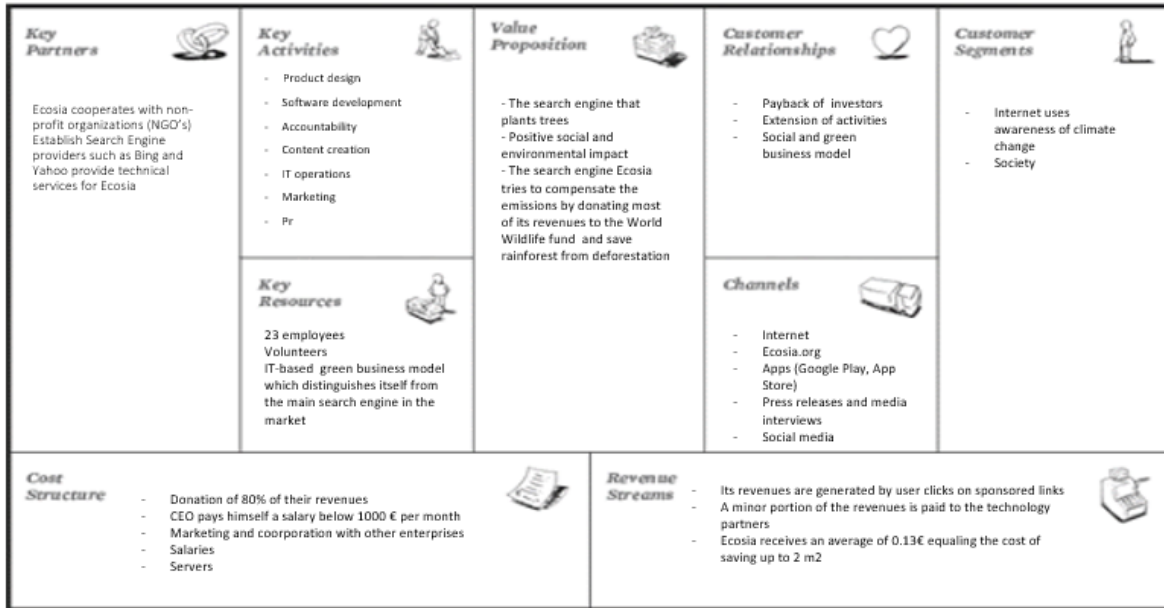 Key
Partners
Ecosia cooperates with non-
profit organizations (NGO's)
Establish Search Engine
providers such as Bing and
Yahoo provide technical
services for Ecosia
Key
Activities
- Product design
- Software development
- Accountability
- Content creation
- IT operations
- Marketing
- Pr
Key
Resources
23 employees
Volunteers
IT-based green business model
which distinguishes itself from
the main search engine in the
market
Value
Proposition
- The search engine that
plants trees
- Positive social and
environmental impact
- The search engine Ecosia
tries to compensate the
emissions by donating most
of its revenues to the World
Wildlife fund and save
rainforest from deforestation
Customer
Relationships
- Payback of investors
- Extension of activities
- Social and green
business model
Channels
- Internet
- Ecosia.org
- Apps (Google Play, App
Store)
- Press releases and media
interviews
- Social media
Customer
Segments
- Internet uses
awareness of climate
change
- Society
Cost
Structure
- Donation of 80% of their revenues
- CEO pays himself a salary below 1000 € per month
- Marketing and coorporation with other enterprises
- Salaries
- Servers
Revenue
Streams
- Its revenues are generated by user clicks on sponsored links
- A minor portion of the revenues is paid to the technology
partners
- Ecosia receives an average of 0.13€ equaling the cost of
saving up to 2 m2